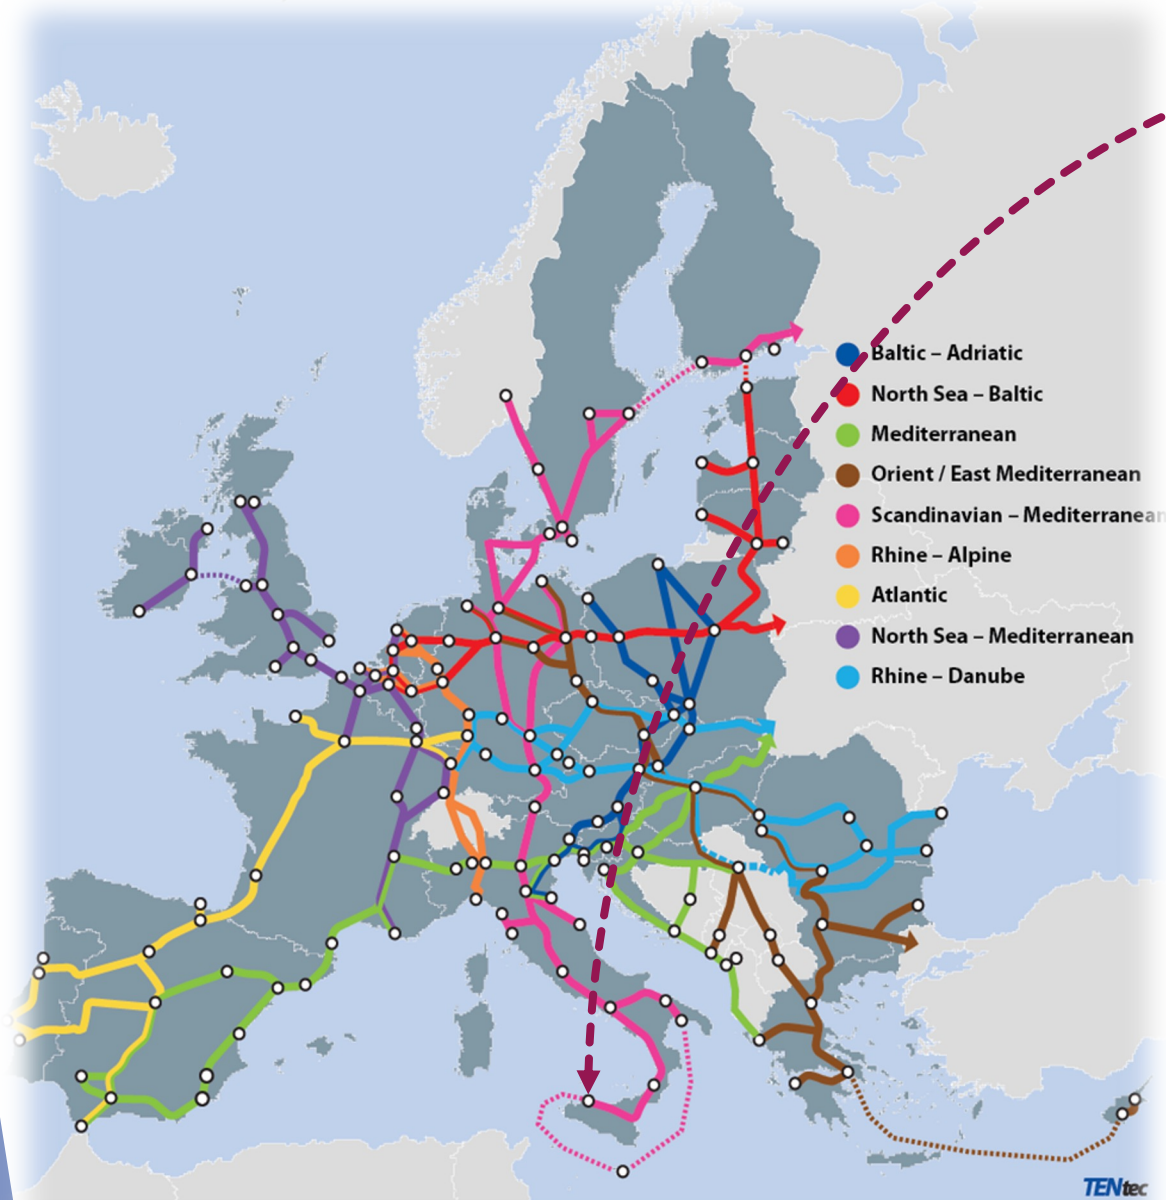 Baltic – Adriatic
North Sea – Baltic
Mediterranean
Orient / East Mediterranean
Scandinavian – Mediterranean
Rhine – Alpine
Atlantic
North Sea – Mediterranean
Rhine – Danube
TENtec